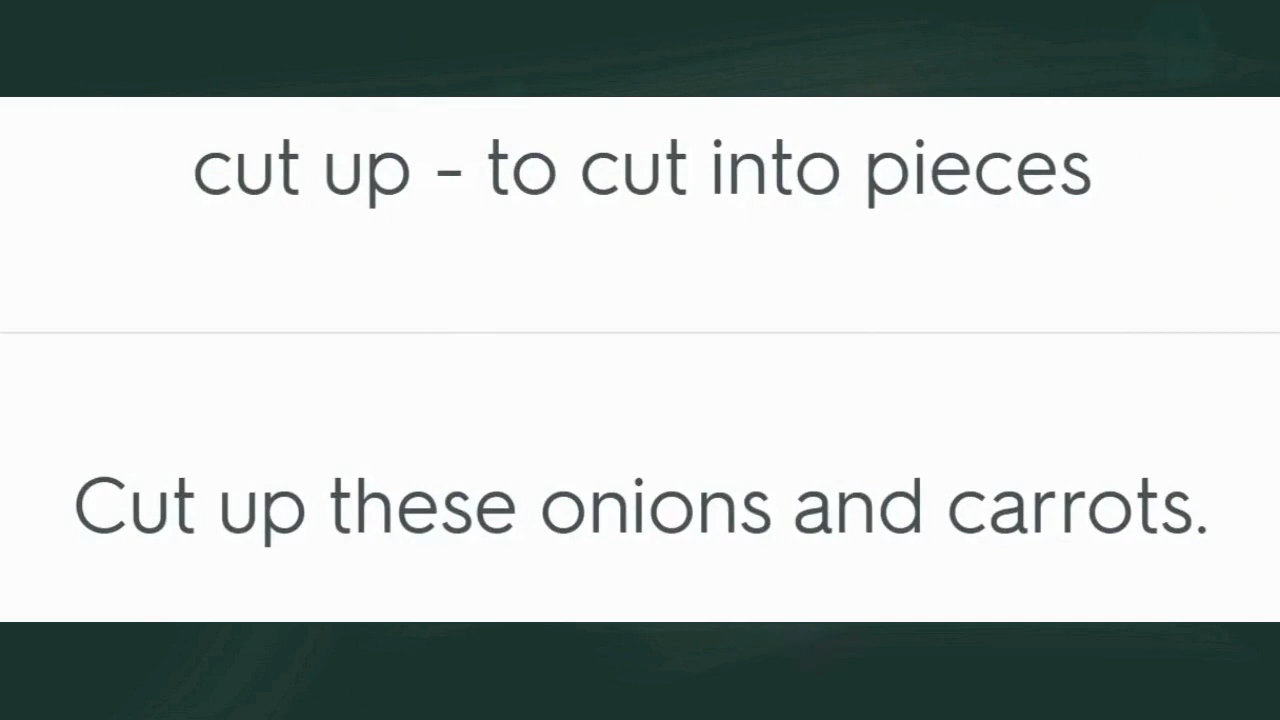 cut up - to cut into pieces
Cut up these onions and carrots.